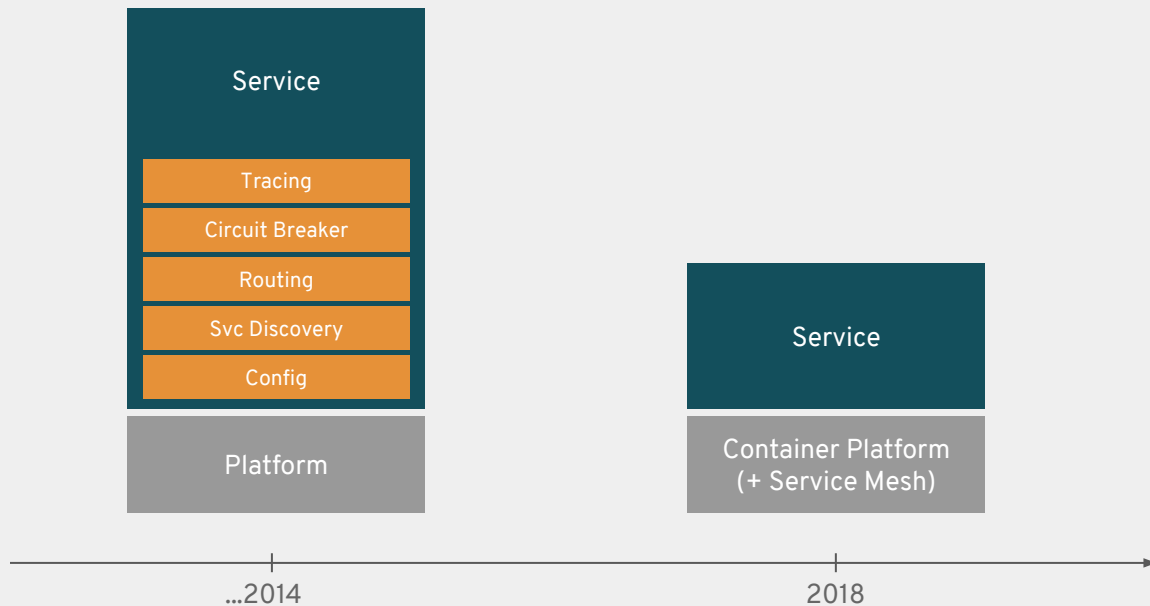 Service
Tracing
Circuit Breaker
Routing
Svc Discovery
Config
Platform
Service
Container Platform
(+ Service Mesh)
...2014
2018